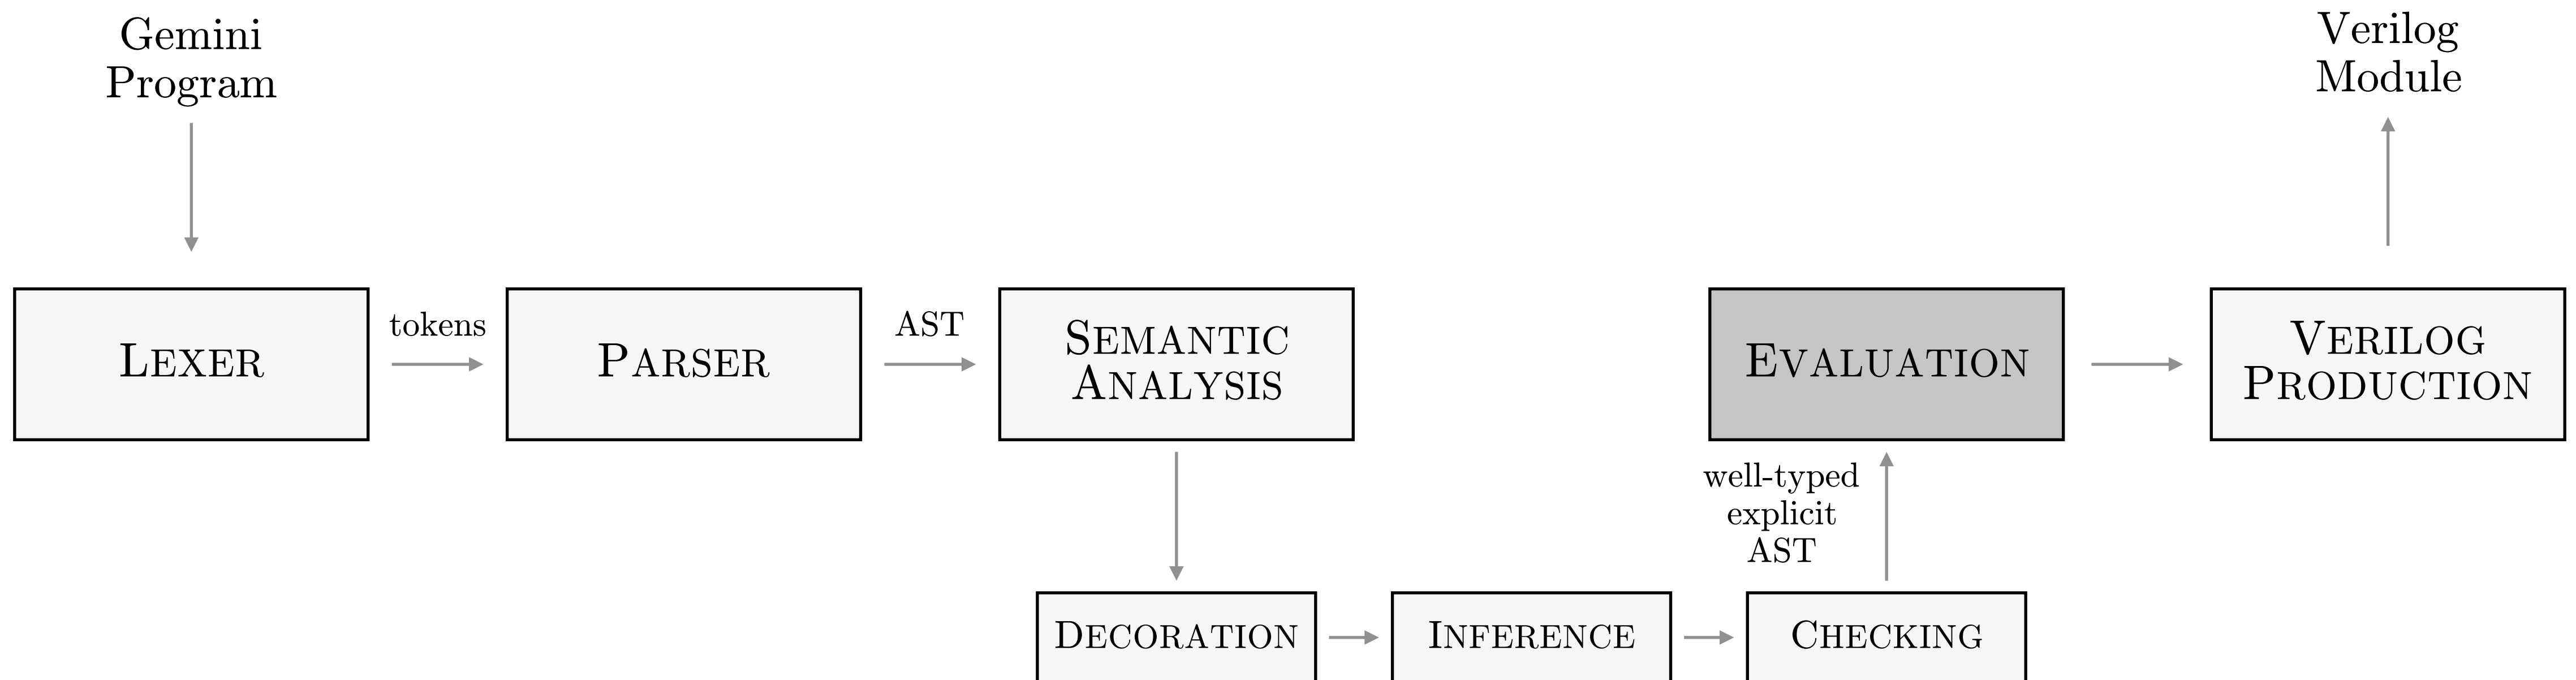 Gemini
Program
Verilog
Module
LEXER
tokens
PARSER
AST
SEMANTIC
ANALYSIS
EVALUATION
VERILOG
PRODUCTION
well-typed
explicit
AST
DECORATION
INFERENCE
CHECKING